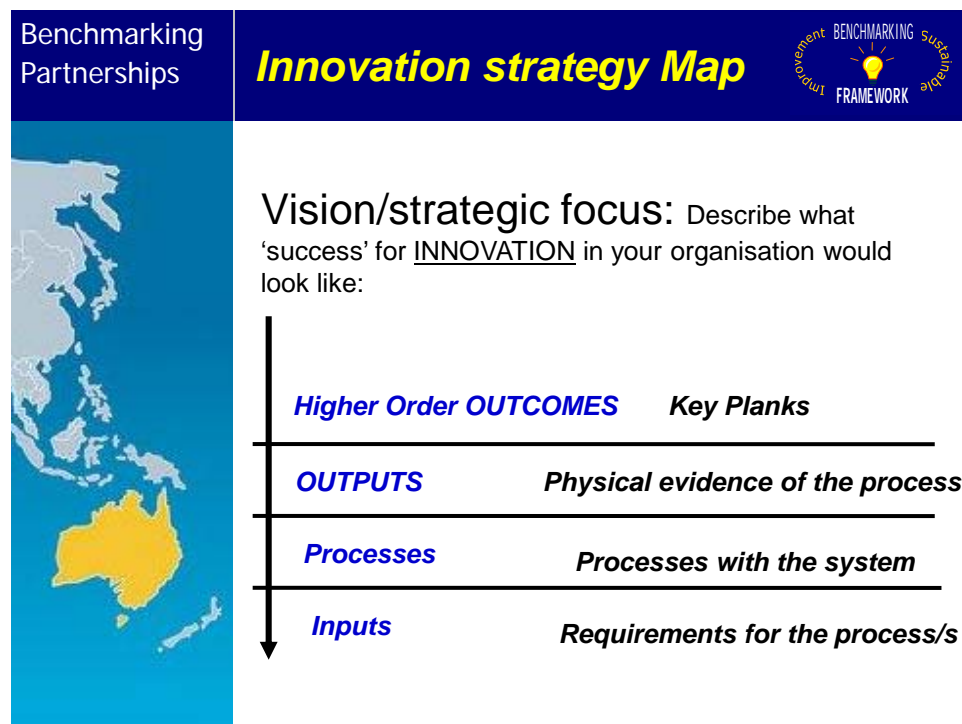 Benchmarking
Partnerships
Innovation strategy Map
BENCHMARKING
Improvement
Sustainable
FRAMEWORK
Vision/strategic focus: Describe what
‘success’ for INNOVATION in your organisation would
look like:
Higher Order OUTCOMES Key Planks
OUTPUTS Physical evidence of the process
Processes Processes with the system
Inputs Requirements for the process/s